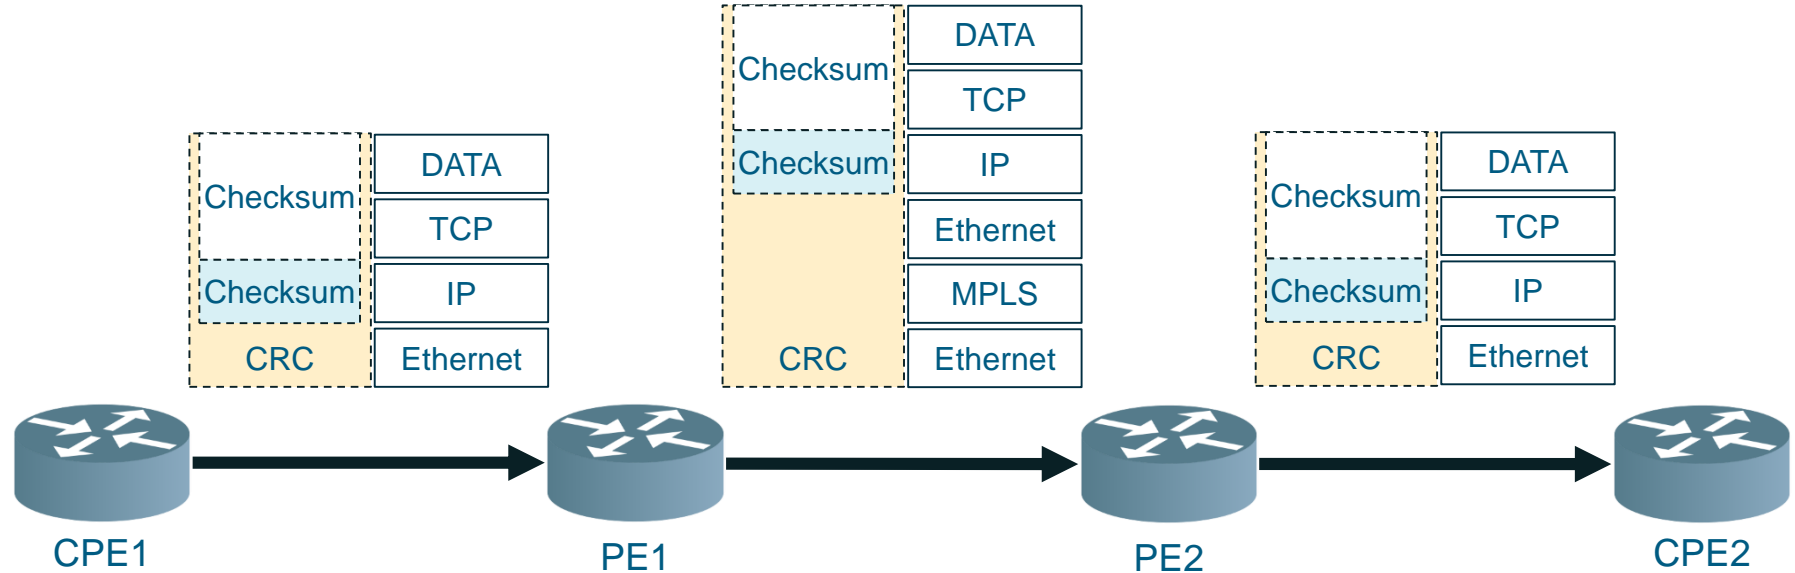 Checksum
Checksum
CRC
DATA
TCP
IP
Ethernet
Checksum
Checksum
CRC
DATA
TCP
IP
Ethernet
MPLS
Ethernet
Checksum
Checksum
CRC
DATA
TCP
IP
Ethernet
CPE1
PE1
PE2
CPE2